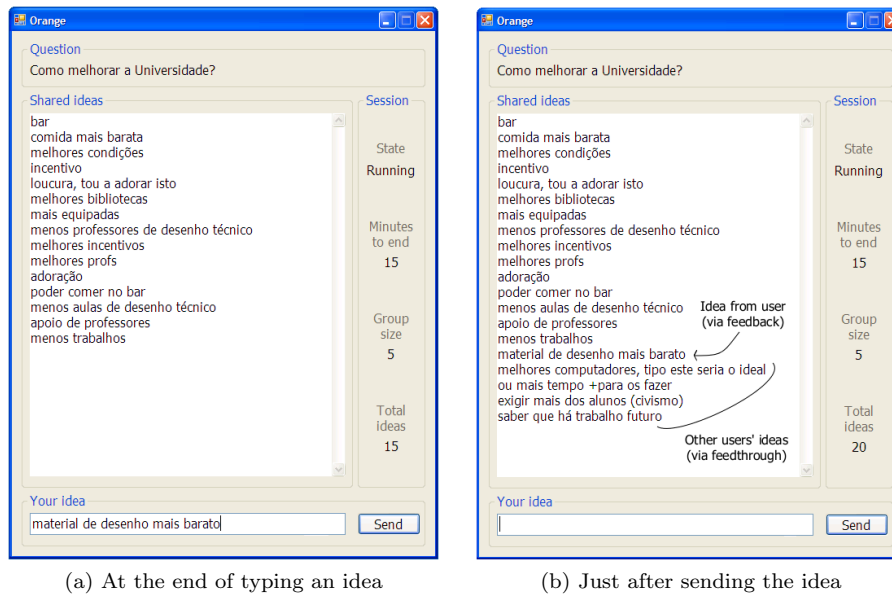 Orange
Question
Como melhorar a Universidade?
Shared ideas
bar
comida mais barata
melhores condições
incentivo
loucura, tou a adorar isto
melhores bibliotecas
mais equipadas
menos professores de desenho técnico
melhores incentivos
melhores profs
adoração
poder comer no bar
menos aulas de desenho técnico
apoio de professores
menos trabalhos
Session
State
Running
Minutes
to end
15
Group
size
5
Total
ideas
15
Your idea
material de desenho mais barato
Send
(a) At the end of typing an idea
Orange
Question
Como melhorar a Universidade?
Shared ideas
bar
comida mais barata
melhores condições
incentivo
loucura, tou a adorar isto
melhores bibliotecas
mais equipadas
menos professores de desenho técnico
melhores incentivos
melhores profs
adoração
poder comer no bar
menos aulas de desenho técnico
apoio de professores
menos trabalhos
material de desenho mais barato
melhores computadores, tipo este seria o ideal
ou mais tempo +para os fazer
exigir mais dos alunos (civismo)
saber que há trabalho futuro
Idea from user
(via feedback)
Other users' ideas
(via feedthrough)
Session
State
Running
Minutes
to end
15
Group
size
5
Total
ideas
20
Your idea
Send
(b) Just after sending the idea